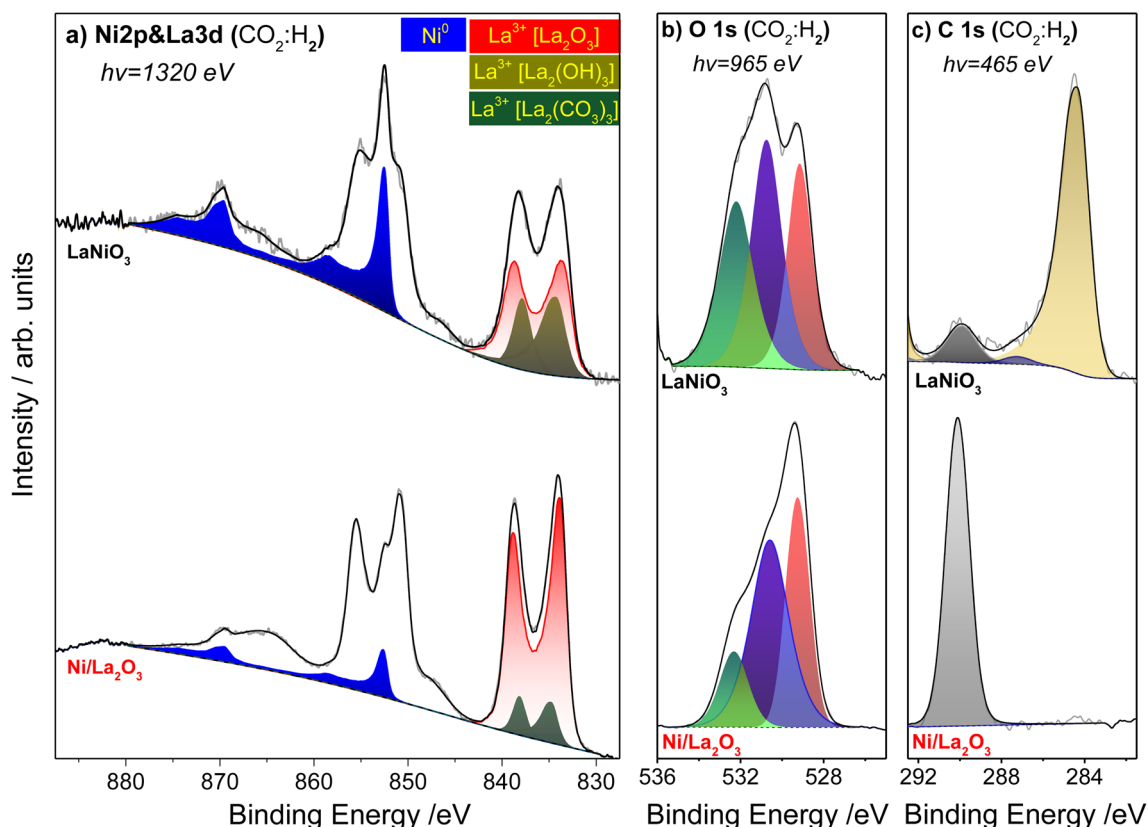 a) Ni2p&La3d (CO₂:H₂)
hν=1320 eV
Ni⁰
La³⁺ [La₂O₃]
La³⁺ [La₂(OH)₃]
La³⁺ [La₂(CO₃)₃]
LaNiO₃
Ni/La₂O₃
880 870 860 850 840 830
Binding Energy /eV
Intensity / arb. units
b) O 1s (CO₂:H₂)
hν=965 eV
LaNiO₃
Ni/La₂O₃
536 532 528
Binding Energy /eV
c) C 1s (CO₂:H₂)
hν=465 eV
LaNiO₃
Ni/La₂O₃
292 288 284
Binding Energy /eV